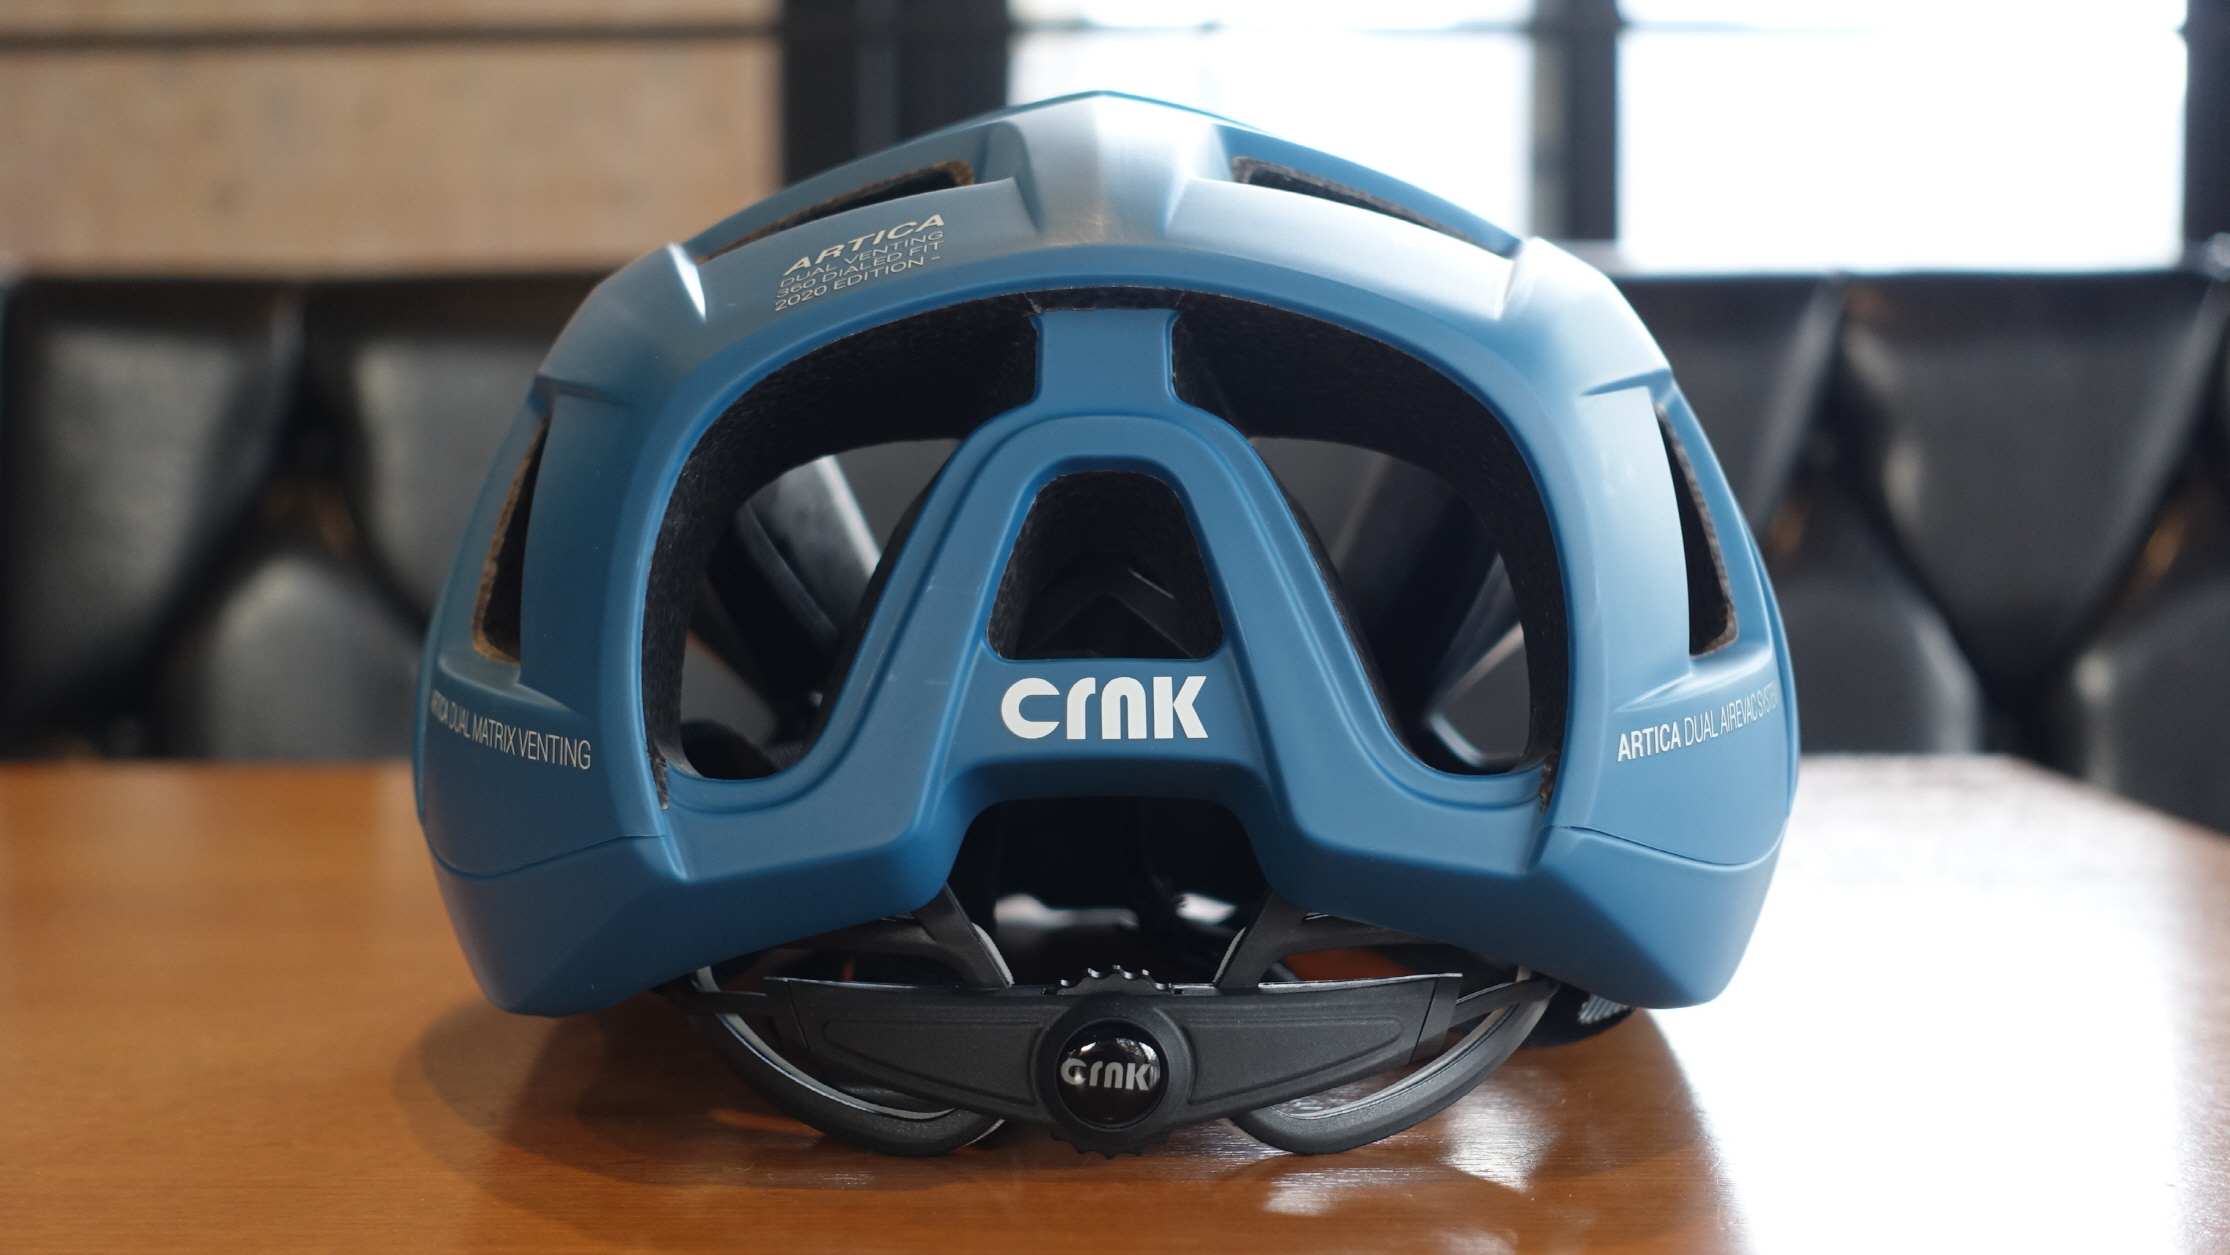 ARTICA
DUAL VENTING
360 DIALED FIT
2020 EDITION -
crnk
ARTICA DUAL MATRIX VENTING
ARTICA DUAL AIREVAC SYSTEM
crnk